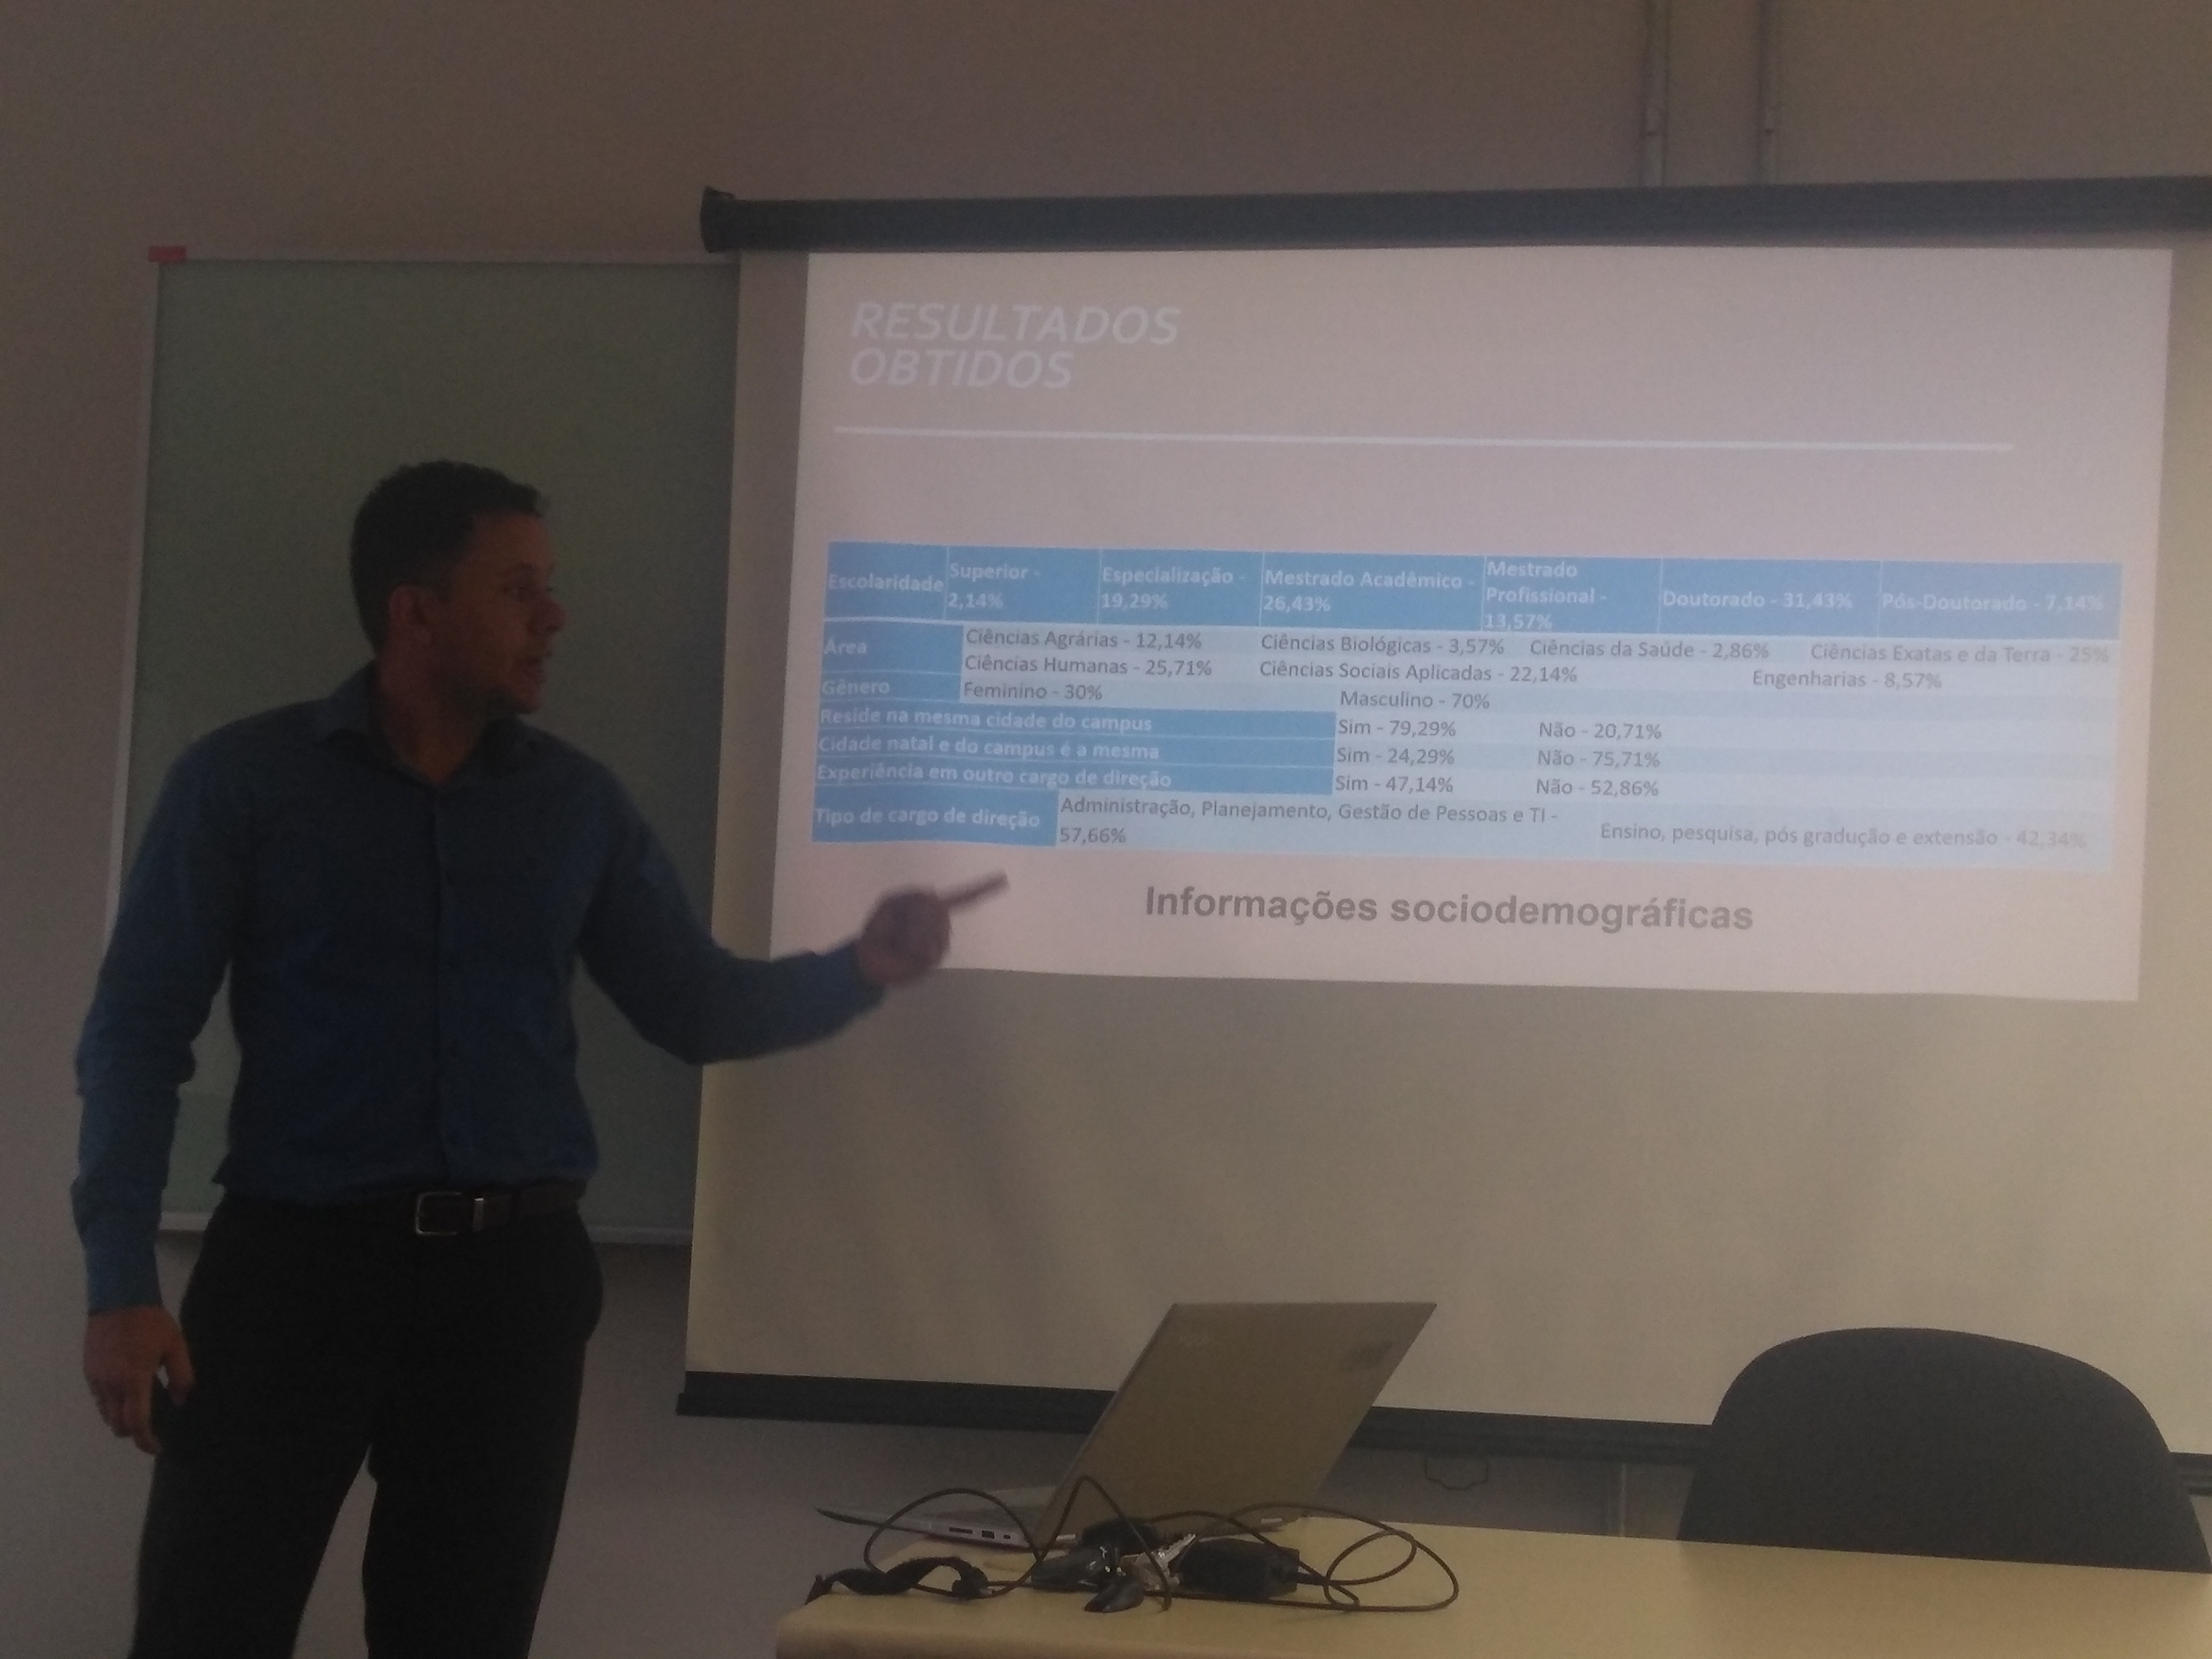 RESULTADOS
OBTIDOS
Escolaridade
Superior -
2,14%
Especialização -
19,29%
Mestrado Acadêmico -
26,43%
Mestrado
Profissional -
13,57%
Doutorado - 31,43%
Pós-Doutorado - 7,14%
Área
Ciências Agrárias - 12,14%
Ciências Biológicas - 3,57%
Ciências da Saúde - 2,86%
Ciências Exatas e da Terra - 25%
Ciências Humanas - 25,71%
Ciências Sociais Aplicadas - 22,14%
Engenharias - 8,57%
Gênero
Feminino - 30%
Masculino - 70%
Reside na mesma cidade do campus
Sim - 79,29%
Não - 20,71%
Cidade natal e do campus é a mesma
Sim - 24,29%
Não - 75,71%
Experiência em outro cargo de direção
Sim - 47,14%
Não - 52,86%
Tipo de cargo de direção
Administração, Planejamento, Gestão de Pessoas e TI -
57,66%
Ensino, pesquisa, pós gradução e extensão - 42,34%
Informações sociodemográficas